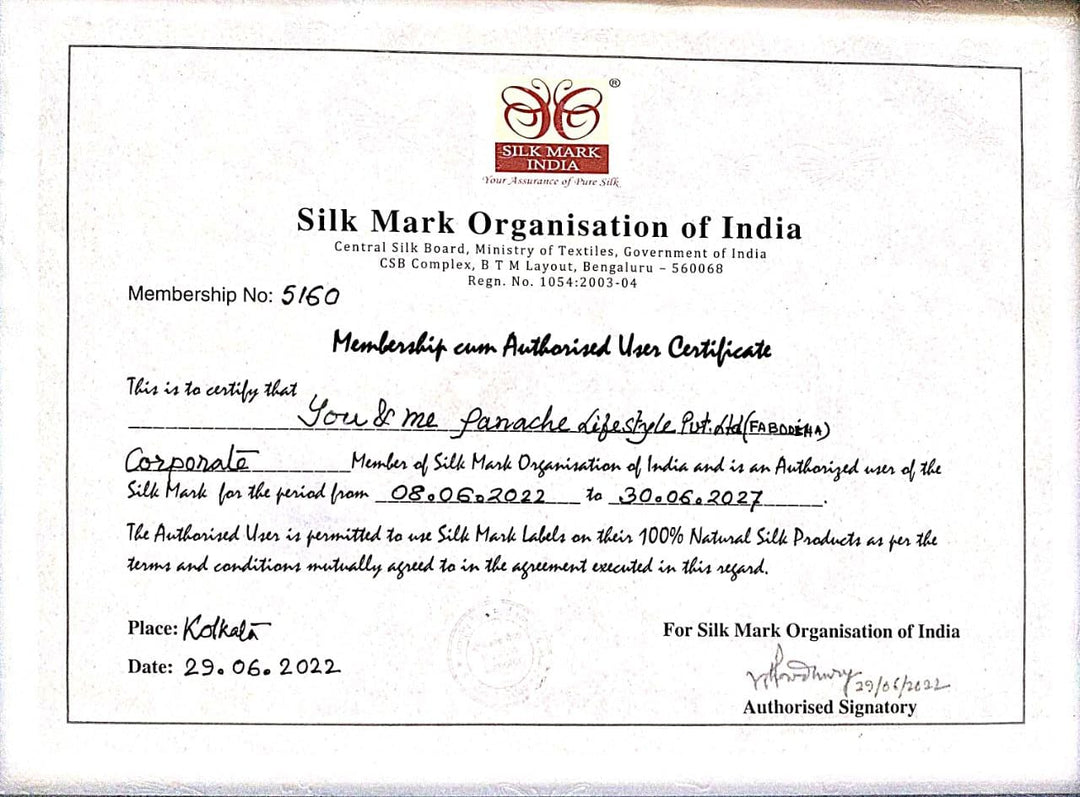 ®
SILK MARK
INDIA
Your Assurance of Pure Silk
Silk Mark Organisation of India
Central Silk Board, Ministry of Textiles, Government of India
CSB Complex, B T M Layout, Bengaluru – 560068
Regn. No. 1054:2003-04
Membership No: 5160
Membership cum Authorised User Certificate
This is to certify that
You & me Panache Lifestyle Pvt. Ltd (FABODEHA)
Corporate Member of Silk Mark Organisation of India and is an Authorized user of the
Silk Mark for the period from 08.06.2022 to 30.06.2027.
The Authorised User is permitted to use Silk Mark Labels on their 100% Natural Silk Products as per the
terms and conditions mutually agreed to in the agreement executed in this regard.
Place: Kolkata
Date: 29.06.2022
For Silk Mark Organisation of India
29/06/2022
Authorised Signatory